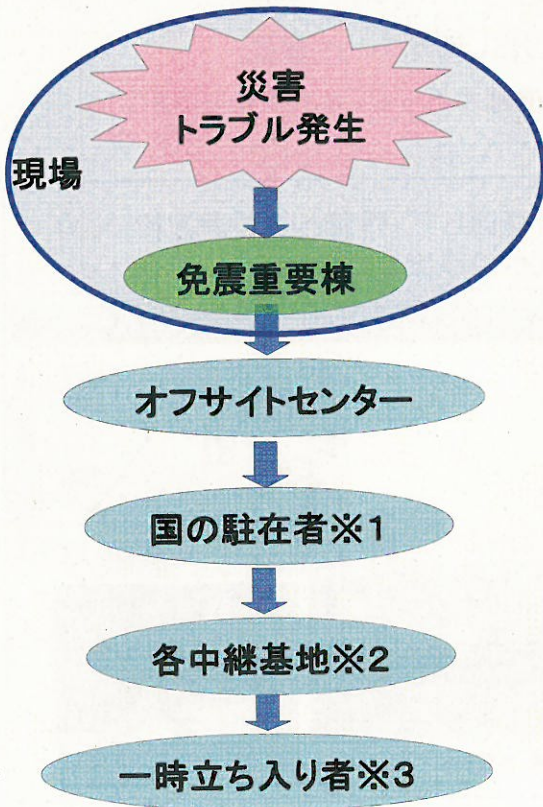 災害
トラブル発生
現場
免震重要棟
オフサイトセンター
国の駐在者※1
各中継基地※2
一時立ち入り者※3